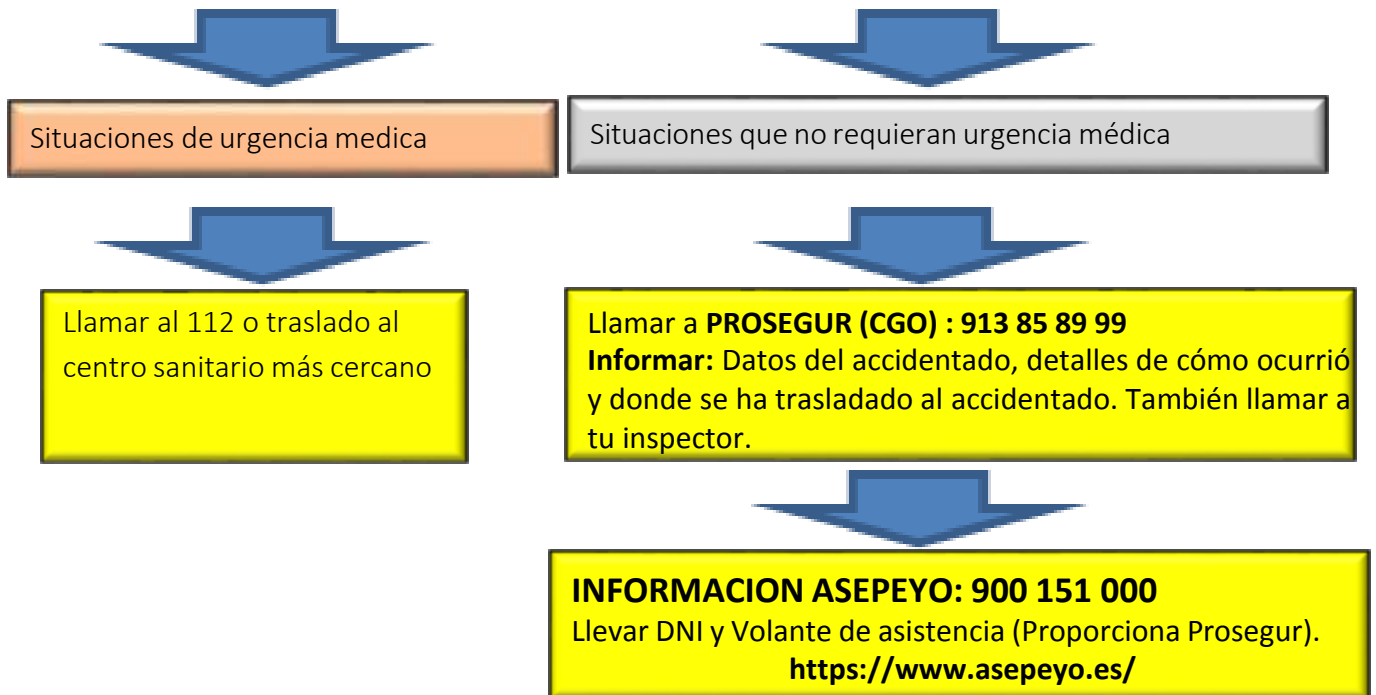 Situaciones de urgencia medica
Situaciones que no requieran urgencia médica
Llamar al 112 o traslado al
centro sanitario más cercano
Llamar a PROSEGUR (CGO) : 913 85 89 99
Informar: Datos del accidentado, detalles de cómo ocurrió
y donde se ha trasladado al accidentado. También llamar a
tu inspector.
INFORMACION ASEPEYO: 900 151 000
Llevar DNI y Volante de asistencia (Proporciona Prosegur).
https://www.asepeyo.es/